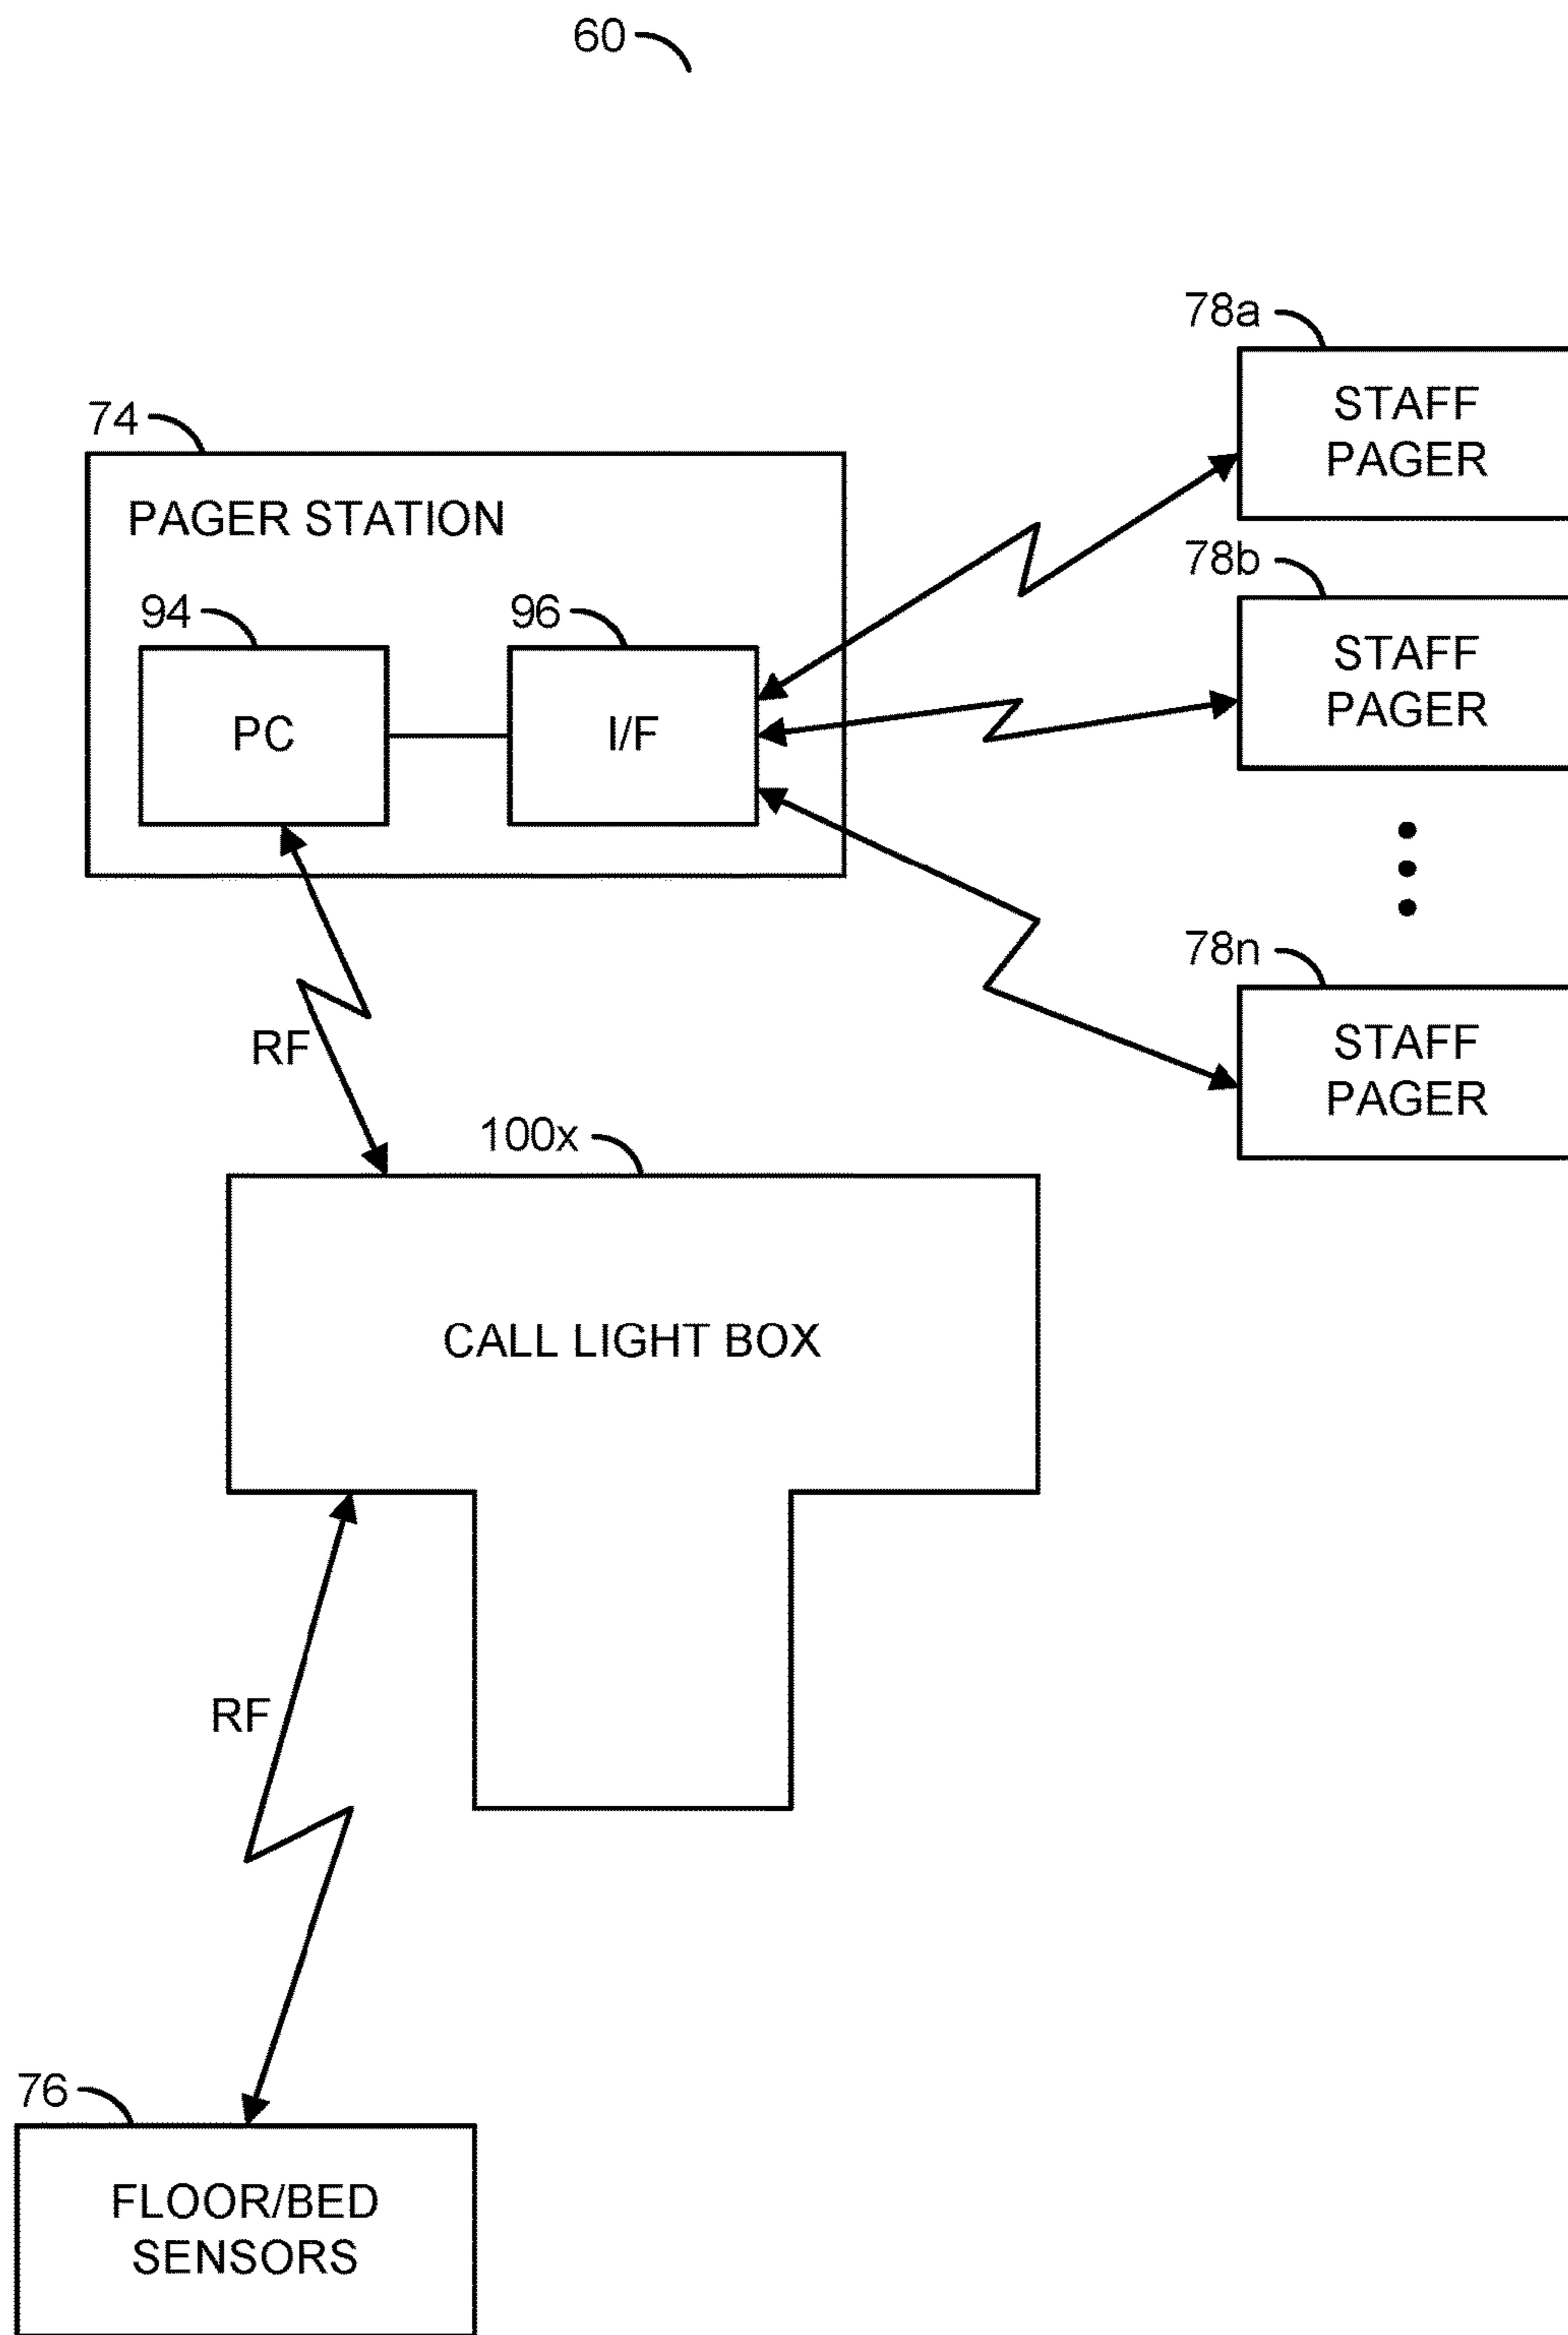 60
78a
STAFF
PAGER
74
PAGER STATION
78b
94
96
STAFF
PAGER
PC
I/F
78n
STAFF
PAGER
RF
100x
CALL LIGHT BOX
RF
76
FLOOR/BED
SENSORS